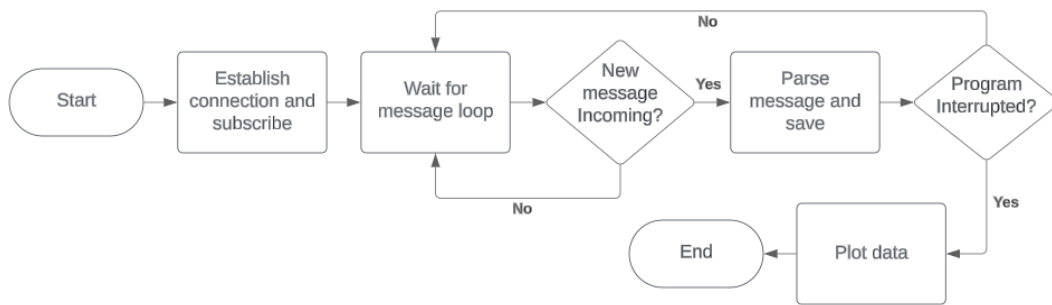 No
Start
Establish
connection and
subscribe
Wait for
message loop
New
message
Incoming?
Yes
Parse
message and
save
Program
Interrupted?
No
Yes
End
Plot data